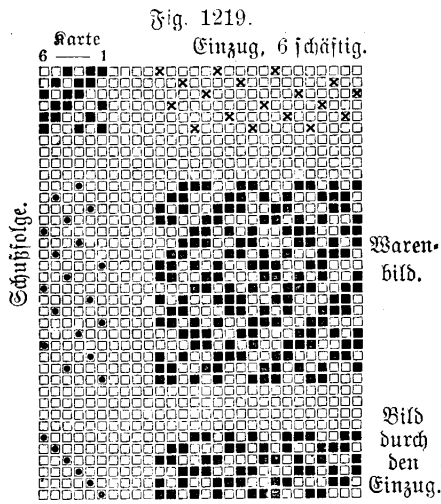 Fig. 1219.
Karte
6 — 1
Einzug, 6 schäftig.
Schußfolge.
Waren-
bild.
Bild
durch
den
Einzug.